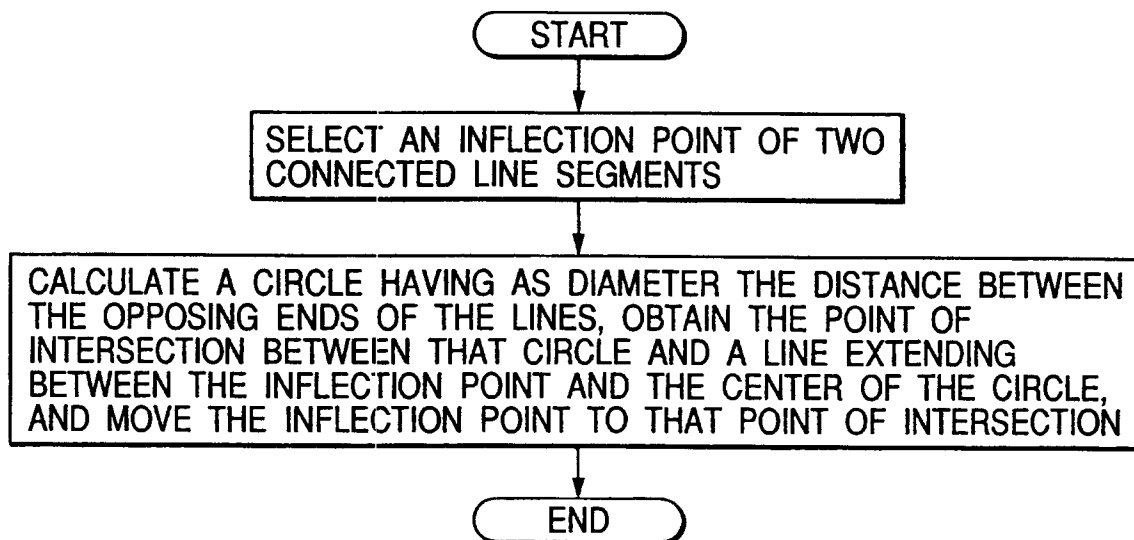 START
SELECT AN INFLECTION POINT OF TWO
CONNECTED LINE SEGMENTS
CALCULATE A CIRCLE HAVING AS DIAMETER THE DISTANCE BETWEEN
THE OPPOSING ENDS OF THE LINES, OBTAIN THE POINT OF
INTERSECTION BETWEEN THAT CIRCLE AND A LINE EXTENDING
BETWEEN THE INFLECTION POINT AND THE CENTER OF THE CIRCLE,
AND MOVE THE INFLECTION POINT TO THAT POINT OF INTERSECTION
END